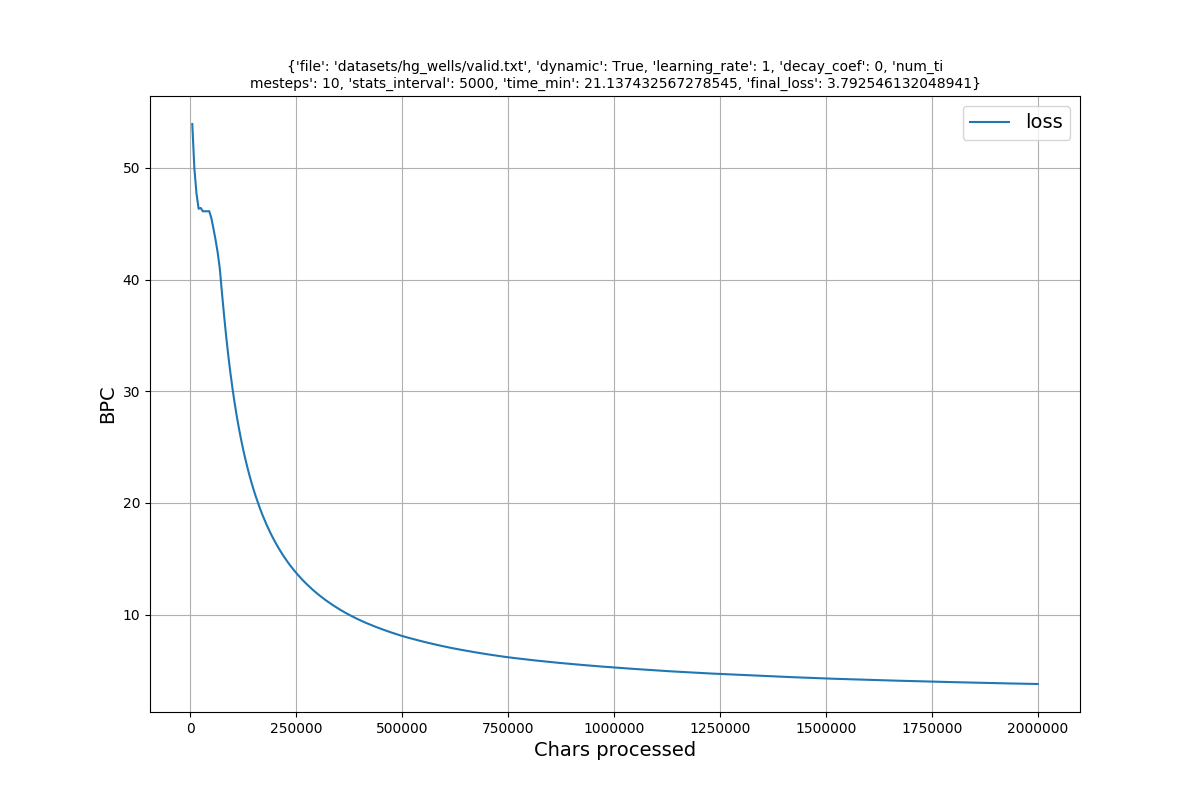 {'file': 'datasets/hg_wells/valid.txt', 'dynamic': True, 'learning_rate': 1, 'decay_coef': 0, 'num_ti
mesteps': 10, 'stats_interval': 5000, 'time_min': 21.137432567278545, 'final_loss': 3.792546132048941}
loss
50
40
30
20
10
BPC
0 250000 500000 750000 1000000 1250000 1500000 1750000 2000000
Chars processed